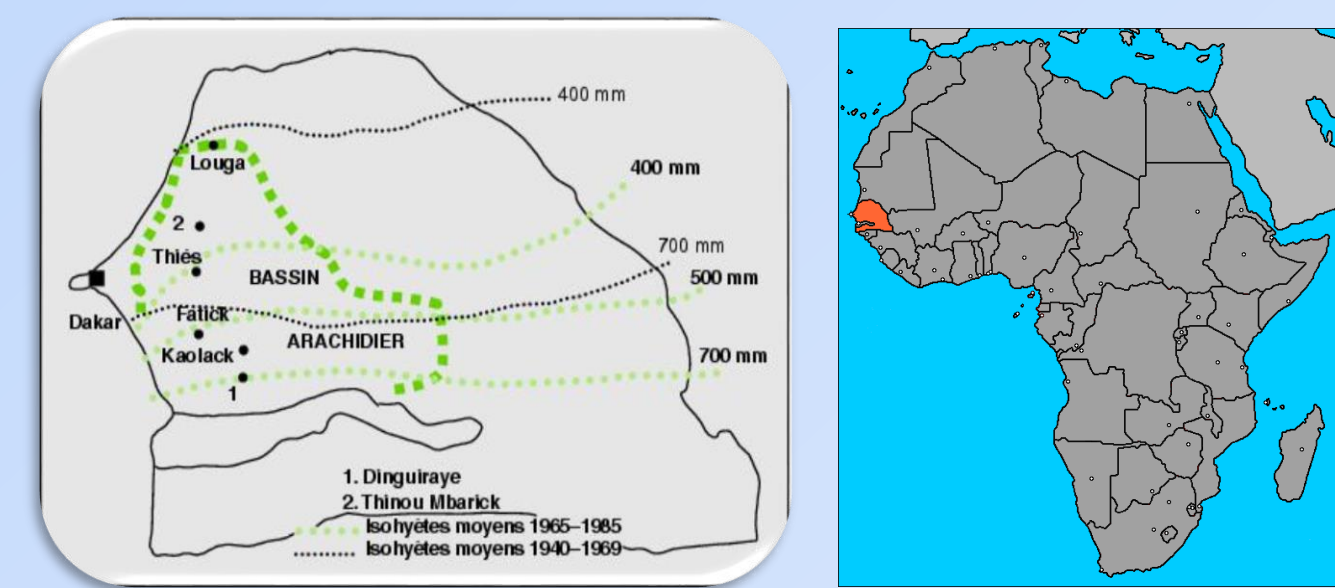 400 mm
Louga
400 mm
2
700 mm
Thiès
BASSIN
500 mm
Fatick
Dakar
ARACHIDIER
Kaolack
700 mm
1
1. Dinguiraye
2. Thinou Mbarick
Isohyètes moyens 1965–1985
Isohyètes moyens 1940–1969